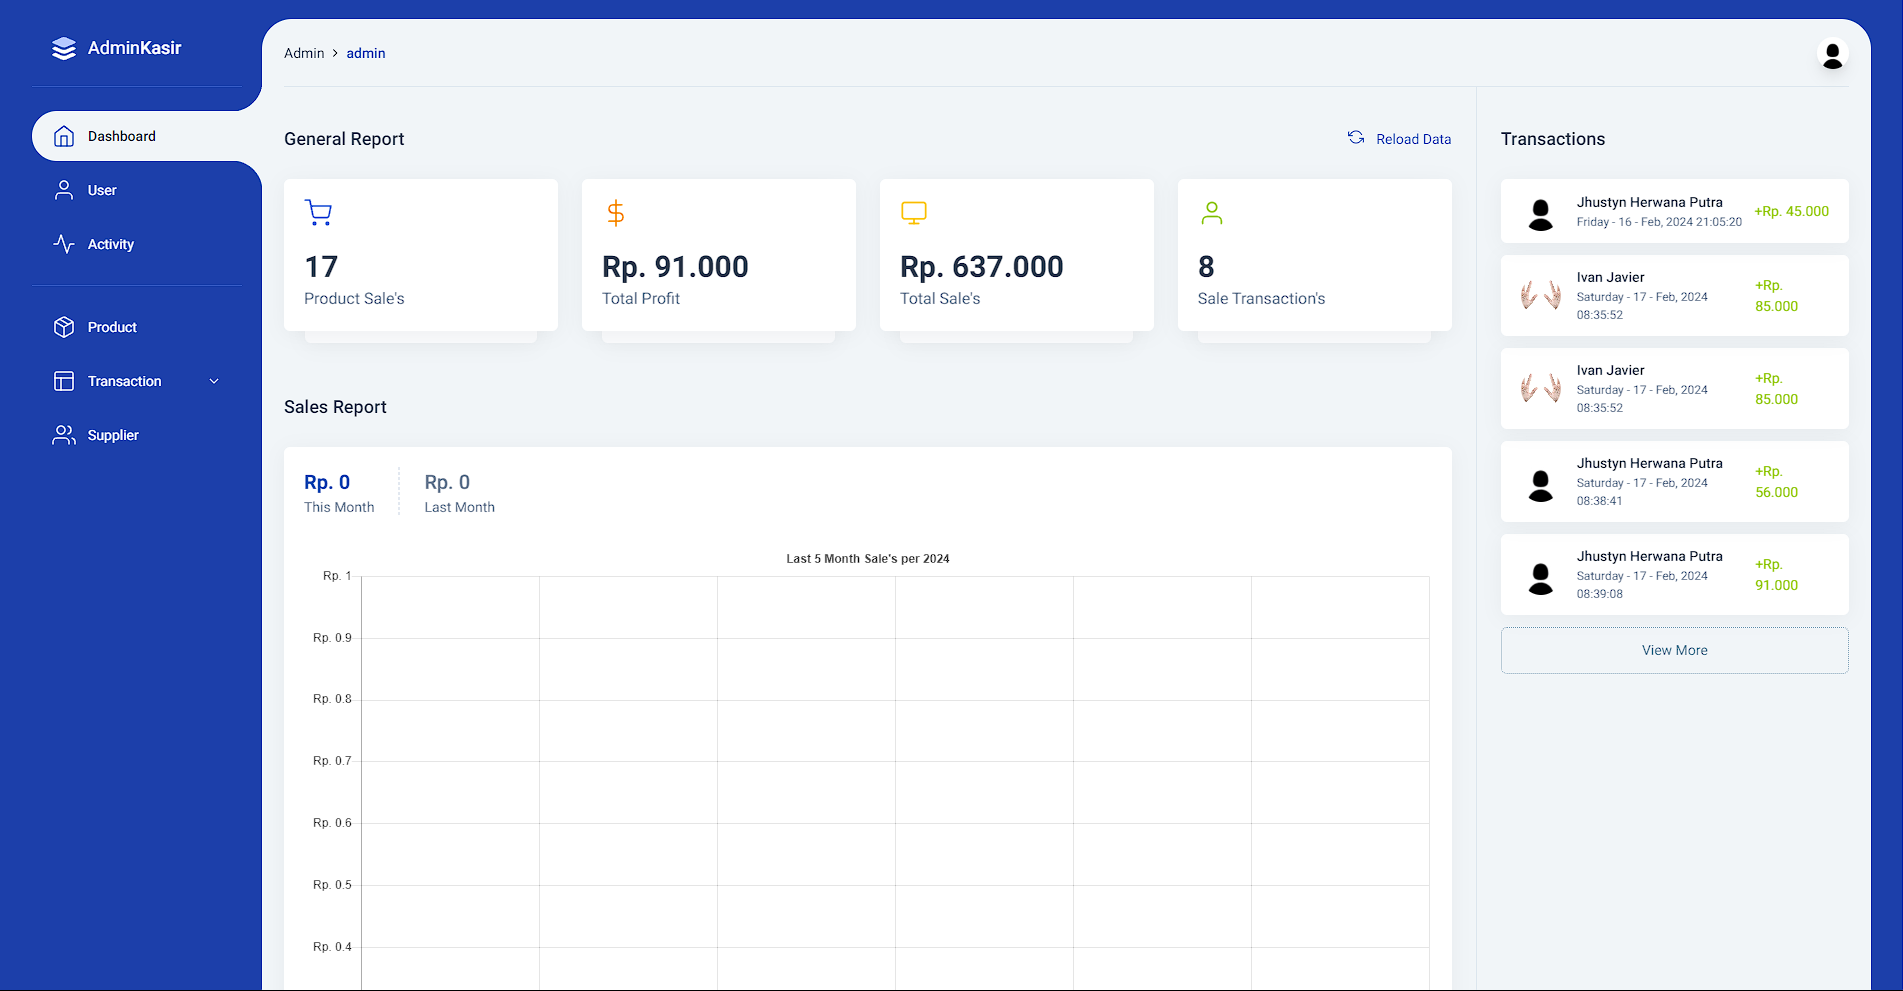 AdminKasir
Dashboard
User
Activity
Product
Transaction
Supplier
Admin > admin
General Report
Reload Data
17
Product Sale's
Rp. 91.000
Total Profit
Rp. 637.000
Total Sale's
8
Sale Transaction's
Sales Report
Rp. 0
This Month
Rp. 0
Last Month
Last 5 Month Sale's per 2024
Rp. 1
Rp. 0.9
Rp. 0.8
Rp. 0.7
Rp. 0.6
Rp. 0.5
Rp. 0.4
Transactions
Jhustyn Herwana Putra
Friday - 16 - Feb, 2024 21:05:20
+Rp. 45.000
Ivan Javier
Saturday - 17 - Feb, 2024
08:35:52
+Rp.
85.000
Ivan Javier
Saturday - 17 - Feb, 2024
08:35:52
+Rp.
85.000
Jhustyn Herwana Putra
Saturday - 17 - Feb, 2024
08:38:41
+Rp.
56.000
Jhustyn Herwana Putra
Saturday - 17 - Feb, 2024
08:39:08
+Rp.
91.000
View More